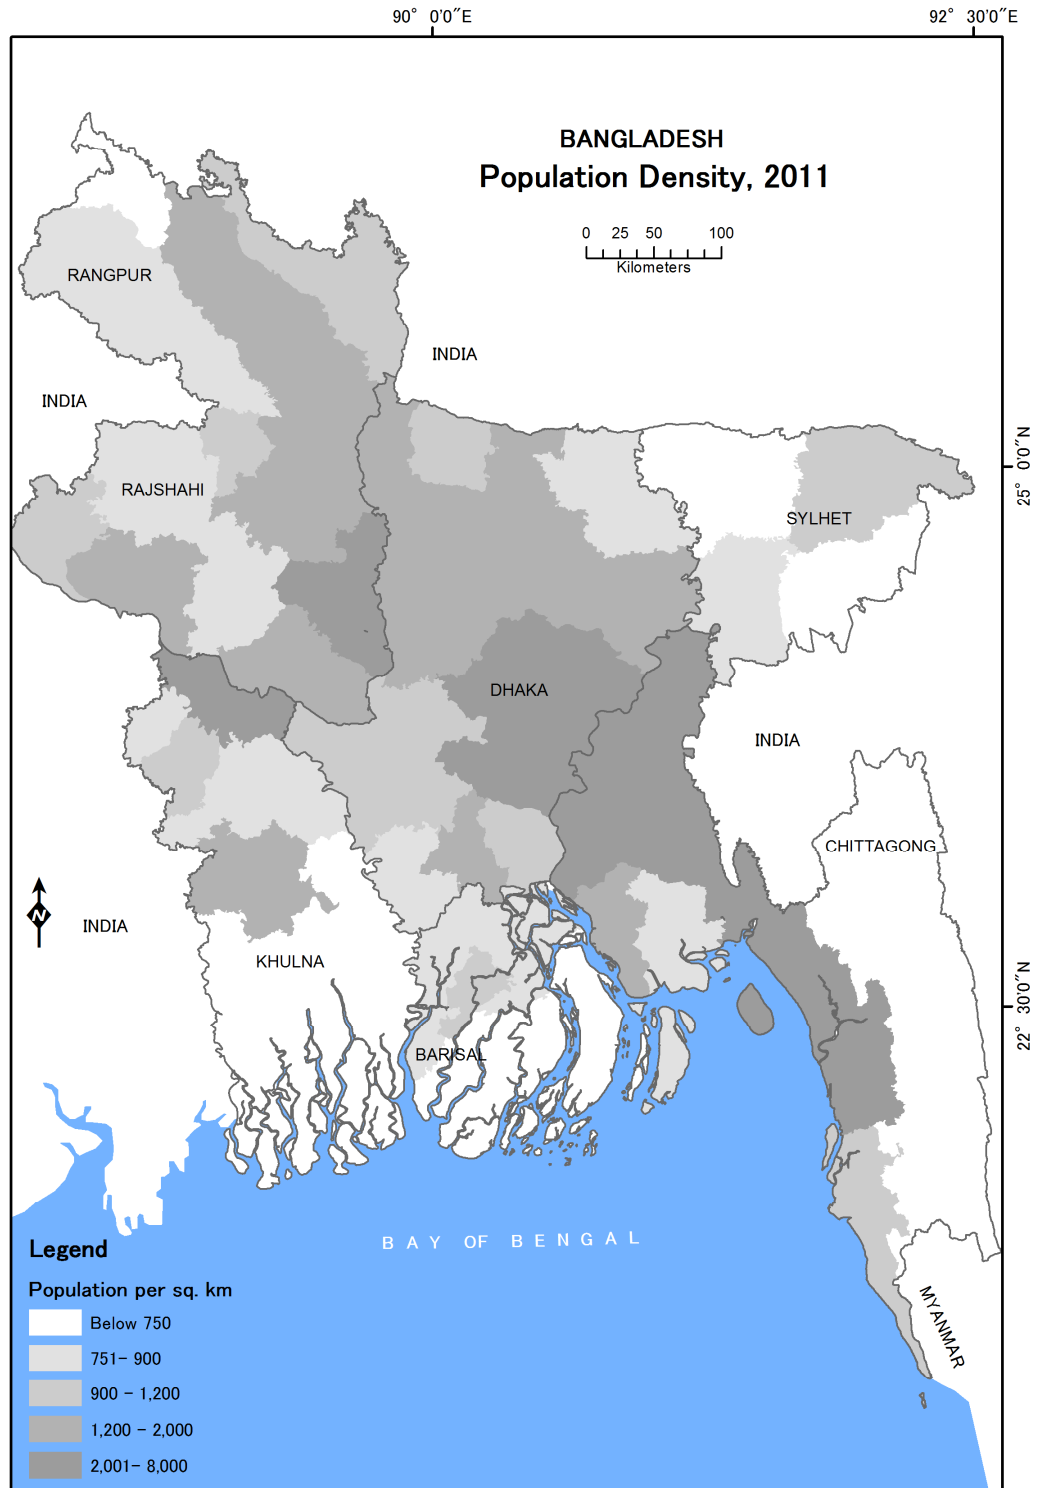 90° 0'0"E
92° 30'0"E
BANGLADESH
Population Density, 2011
0 25 50 100
Kilometers
RANGPUR
INDIA
INDIA
25° 0'0"N
RAJSHAHI
SYLHET
DHAKA
INDIA
CHITTAGONG
N
INDIA
KHULNA
22° 30'0"N
BARISAL
BAY OF BENGAL
MYANMAR
Legend
Population per sq. km
Below 750
751- 900
900 - 1,200
1,200 - 2,000
2,001- 8,000